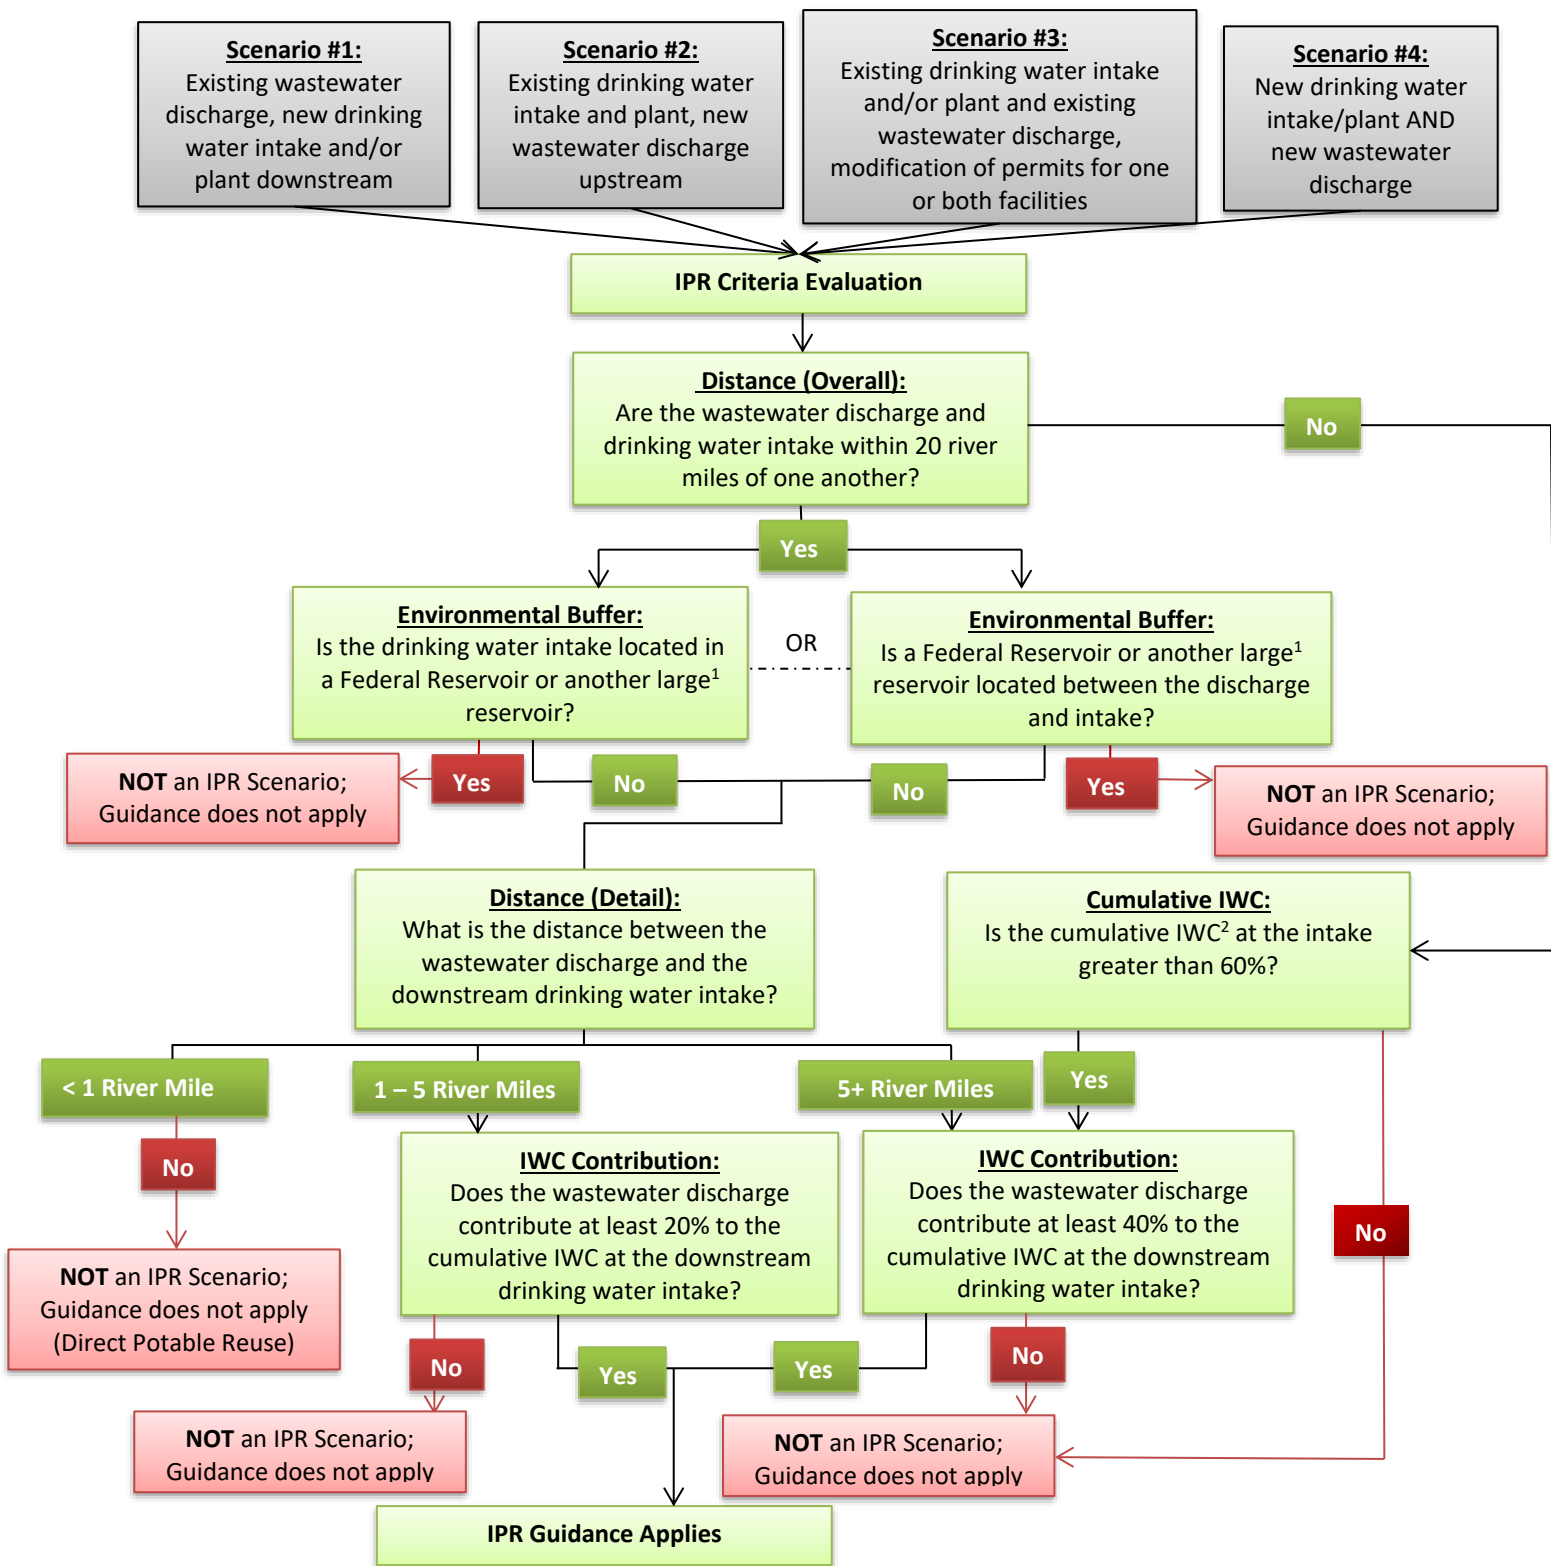 Scenario #1:
Existing wastewater
discharge, new drinking
water intake and/or
plant downstream
Scenario #2:
Existing drinking water
intake and plant, new
wastewater discharge
upstream
Scenario #3:
Existing drinking water intake
and/or plant and existing
wastewater discharge,
modification of permits for one
or both facilities
Scenario #4:
New drinking water
intake/plant AND
new wastewater
discharge
IPR Criteria Evaluation
Distance (Overall):
Are the wastewater discharge and
drinking water intake within 20 river
miles of one another?
No
Yes
Environmental Buffer:
Is the drinking water intake located in
a Federal Reservoir or another large¹
reservoir?
OR
Environmental Buffer:
Is a Federal Reservoir or another large¹
reservoir located between the discharge
and intake?
NOT an IPR Scenario;
Guidance does not apply
Yes
No
No
Yes
NOT an IPR Scenario;
Guidance does not apply
Distance (Detail):
What is the distance between the
wastewater discharge and the
downstream drinking water intake?
Cumulative IWC:
Is the cumulative IWC² at the intake
greater than 60%?
< 1 River Mile
1 – 5 River Miles
5+ River Miles
Yes
No
IWC Contribution:
Does the wastewater discharge
contribute at least 20% to the
cumulative IWC at the downstream
drinking water intake?
IWC Contribution:
Does the wastewater discharge
contribute at least 40% to the
cumulative IWC at the downstream
drinking water intake?
No
NOT an IPR Scenario;
Guidance does not apply
(Direct Potable Reuse)
No
Yes
Yes
No
NOT an IPR Scenario;
Guidance does not apply
NOT an IPR Scenario;
Guidance does not apply
IPR Guidance Applies